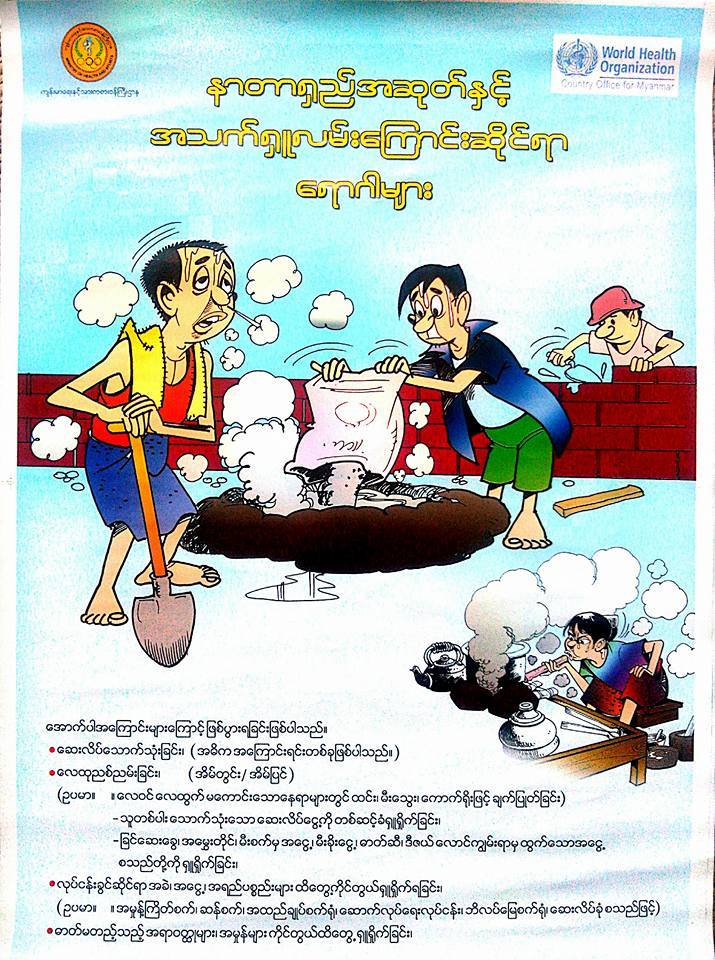 ကျန်းမာရေးနှင့်အားကစားဝန်ကြီးဌာန
World Health
Organization
Country Office for Myanmar
နာတာရှည်အဆုတ်နှင့်
အသက်ရှူလမ်းကြောင်းဆိုင်ရာ
ရောဂါများ
အောက်ပါအကြောင်းများကြောင့် ဖြစ်ပွားရခြင်းဖြစ်ပါသည်။
• ဆေးလိပ်သောက်သုံးခြင်း၊ (အဓိက အကြောင်းရင်းတစ်ခုဖြစ်ပါသည်။)
• လေထုညစ်ညမ်းခြင်း၊ (အိမ်တွင်း/ အိမ်ပြင်)
(ဥပမာ။ ။ လေဝင် လေထွက် မကောင်းသောနေရာများတွင် ထင်း၊ မီးသွေး၊ ကောက်ရိုးဖြင့် ချက်ပြုတ်ခြင်း)
- သူတစ်ပါး သောက်သုံးသော ဆေးလိပ်ငွေ့ကို တစ်ဆင့်ခံရှူရှိုက်ခြင်း၊
- ခြင်ဆေးခွေ၊ အမွှေးတိုင်၊ မီးစက်မှ အငွေ့၊ မီးခိုးငွေ့၊ ဓာတ်ဆီ၊ ဒီဇယ် လောင်ကျွမ်းရာမှ ထွက်သောအငွေ့
စသည်တို့ကို ရှူရှိုက်ခြင်း၊
• လုပ်ငန်းခွင်ဆိုင်ရာ အခဲ၊ အငွေ့၊ အရည်ပစ္စည်းများ ထိတွေ့ကိုင်တွယ်ရှူရှိုက်ရခြင်း၊
(ဥပမာ။ ။ အမှုန့်ကြိတ်စက်၊ ဆန်စက်၊ အထည်ချုပ်စက်ရုံ၊ ဆောက်လုပ်ရေးလုပ်ငန်း၊ ဘိလပ်မြေစက်ရုံ၊ ဆေးလိပ်ခုံ စသည်ဖြင့်)
• ဓာတ်မတည့်သည့် အရာဝတ္ထုများ၊ အမှုန်များ ကိုင်တွယ်ထိတွေ့ ရှူရှိုက်ခြင်း၊